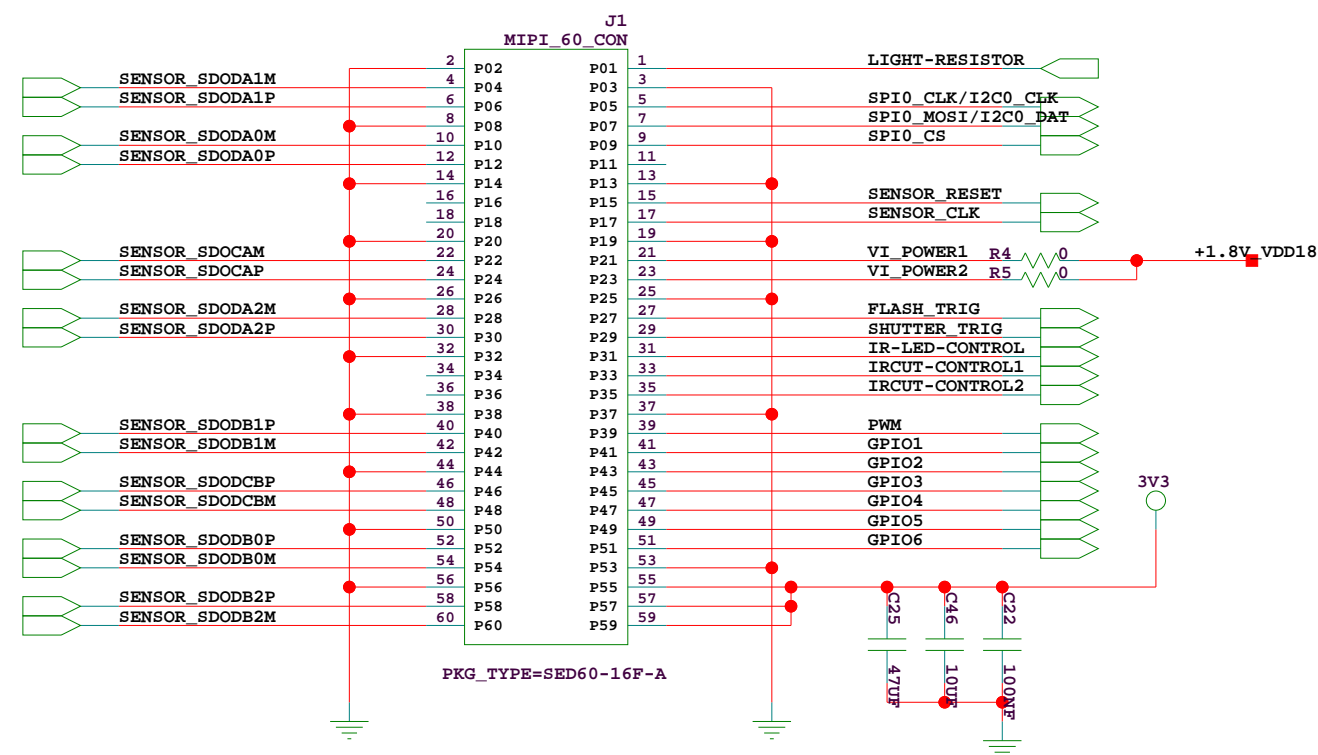 J1
MIPI_60_CON
2 P02 P01 1 LIGHT-RESISTOR
SENSOR_SDODA1M 4 P04 P03 3
SENSOR_SDODA1P 6 P06 P05 5 SPI0_CLK/I2C0_CLK
8 P08 P07 7 SPI0_MOSI/I2C0_DAT
SENSOR_SDODA0M 10 P10 P09 9 SPI0_CS
SENSOR_SDODA0P 12 P12 P11 11
14 P14 P13 13
16 P16 P15 15 SENSOR_RESET
18 P18 P17 17 SENSOR_CLK
20 P20 P19 19
SENSOR_SDOCAM 22 P22 P21 21 VI_POWER1 R4 0 +1.8V_VDD18
SENSOR_SDOCAP 24 P24 P23 23 VI_POWER2 R5 0
26 P26 P25 25
SENSOR_SDODA2M 28 P28 P27 27 FLASH_TRIG
SENSOR_SDODA2P 30 P30 P29 29 SHUTTER_TRIG
32 P32 P31 31 IR-LED-CONTROL
34 P34 P33 33 IRCUT-CONTROL1
36 P36 P35 35 IRCUT-CONTROL2
38 P38 P37 37
SENSOR_SDODB1P 40 P40 P39 39 PWM
SENSOR_SDODB1M 42 P42 P41 41 GPIO1
44 P44 P43 43 GPIO2
SENSOR_SDODCBP 46 P46 P45 45 GPIO3 3V3
SENSOR_SDODCBM 48 P48 P47 47 GPIO4
50 P50 P49 49 GPIO5
SENSOR_SDODB0P 52 P52 P51 51 GPIO6
SENSOR_SDODB0M 54 P54 P53 53
56 P56 P55 55
SENSOR_SDODB2P 58 P58 P57 57
SENSOR_SDODB2M 60 P60 P59 59
C25 C46 C22
47UF 10UF 100NF
PKG_TYPE=SED60-16F-A